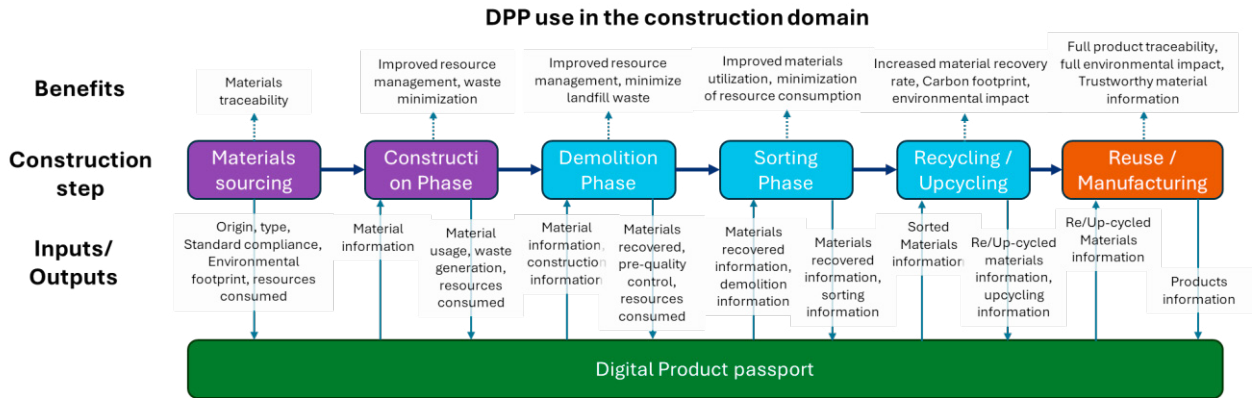 DPP use in the construction domain
Benefits
Materials
traceability
Improved resource
management, waste
minimization
Improved resource
management, minimize
landfill waste
Improved materials
utilization, minimization
of resource consumption
Increased material recovery
rate, Carbon footprint,
environmental impact
Full product traceability,
full environmental impact,
Trustworthy material
information
Construction
step
Materials
sourcing
Constructi
on Phase
Demolition
Phase
Sorting
Phase
Recycling /
Upcycling
Reuse /
Manufacturing
Inputs/
Outputs
Origin, type,
Standard compliance,
Environmental
footprint, resources
consumed
Material
information
Material
usage, waste
generation,
resources
consumed
Material
information,
construction
information
Materials
recovered,
pre-quality
control,
resources
consumed
Materials
recovered
information,
demolition
information
Materials
recovered
information,
sorting
information
Sorted
Materials
information
Re/Up-cycled
materials
information,
upcycling
information
Re/Up-cycled
Materials
information
Products
information
Digital Product passport